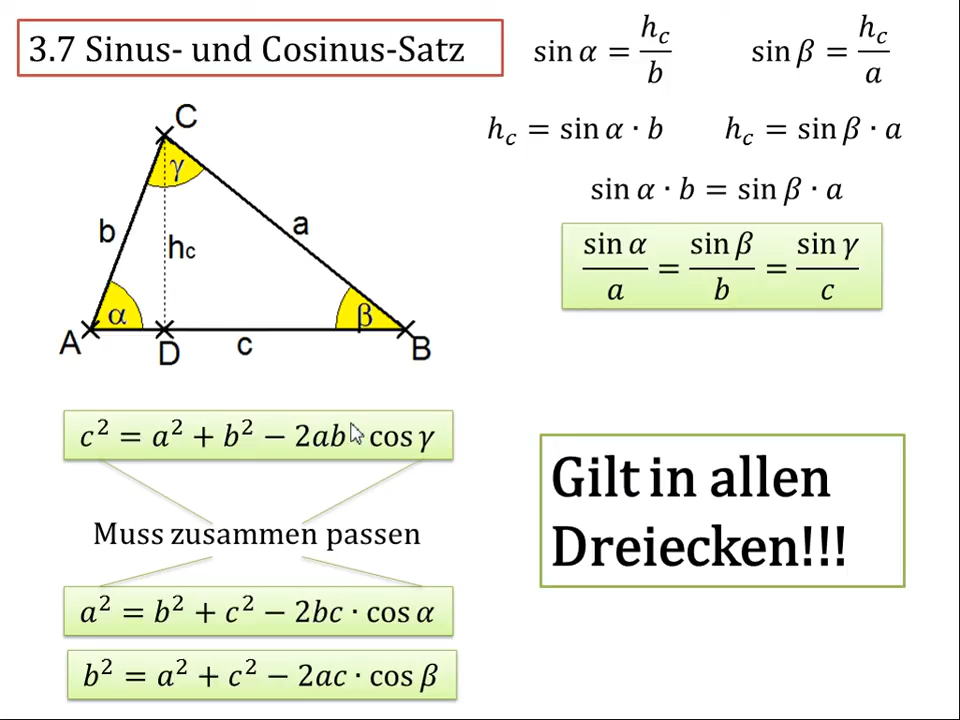 3.7 Sinus- und Cosinus-Satz
sin α = h_c/b
sin β = h_c/a
h_c = sin α · b
h_c = sin β · a
sin α · b = sin β · a
sin α/a = sin β/b = sin γ/c
C
γ
b
a
hc
α
β
A
D
c
B
c² = a² + b² − 2ab cos γ
Muss zusammen passen
a² = b² + c² − 2bc · cos α
b² = a² + c² − 2ac · cos β
Gilt in allen
Dreiecken!!!